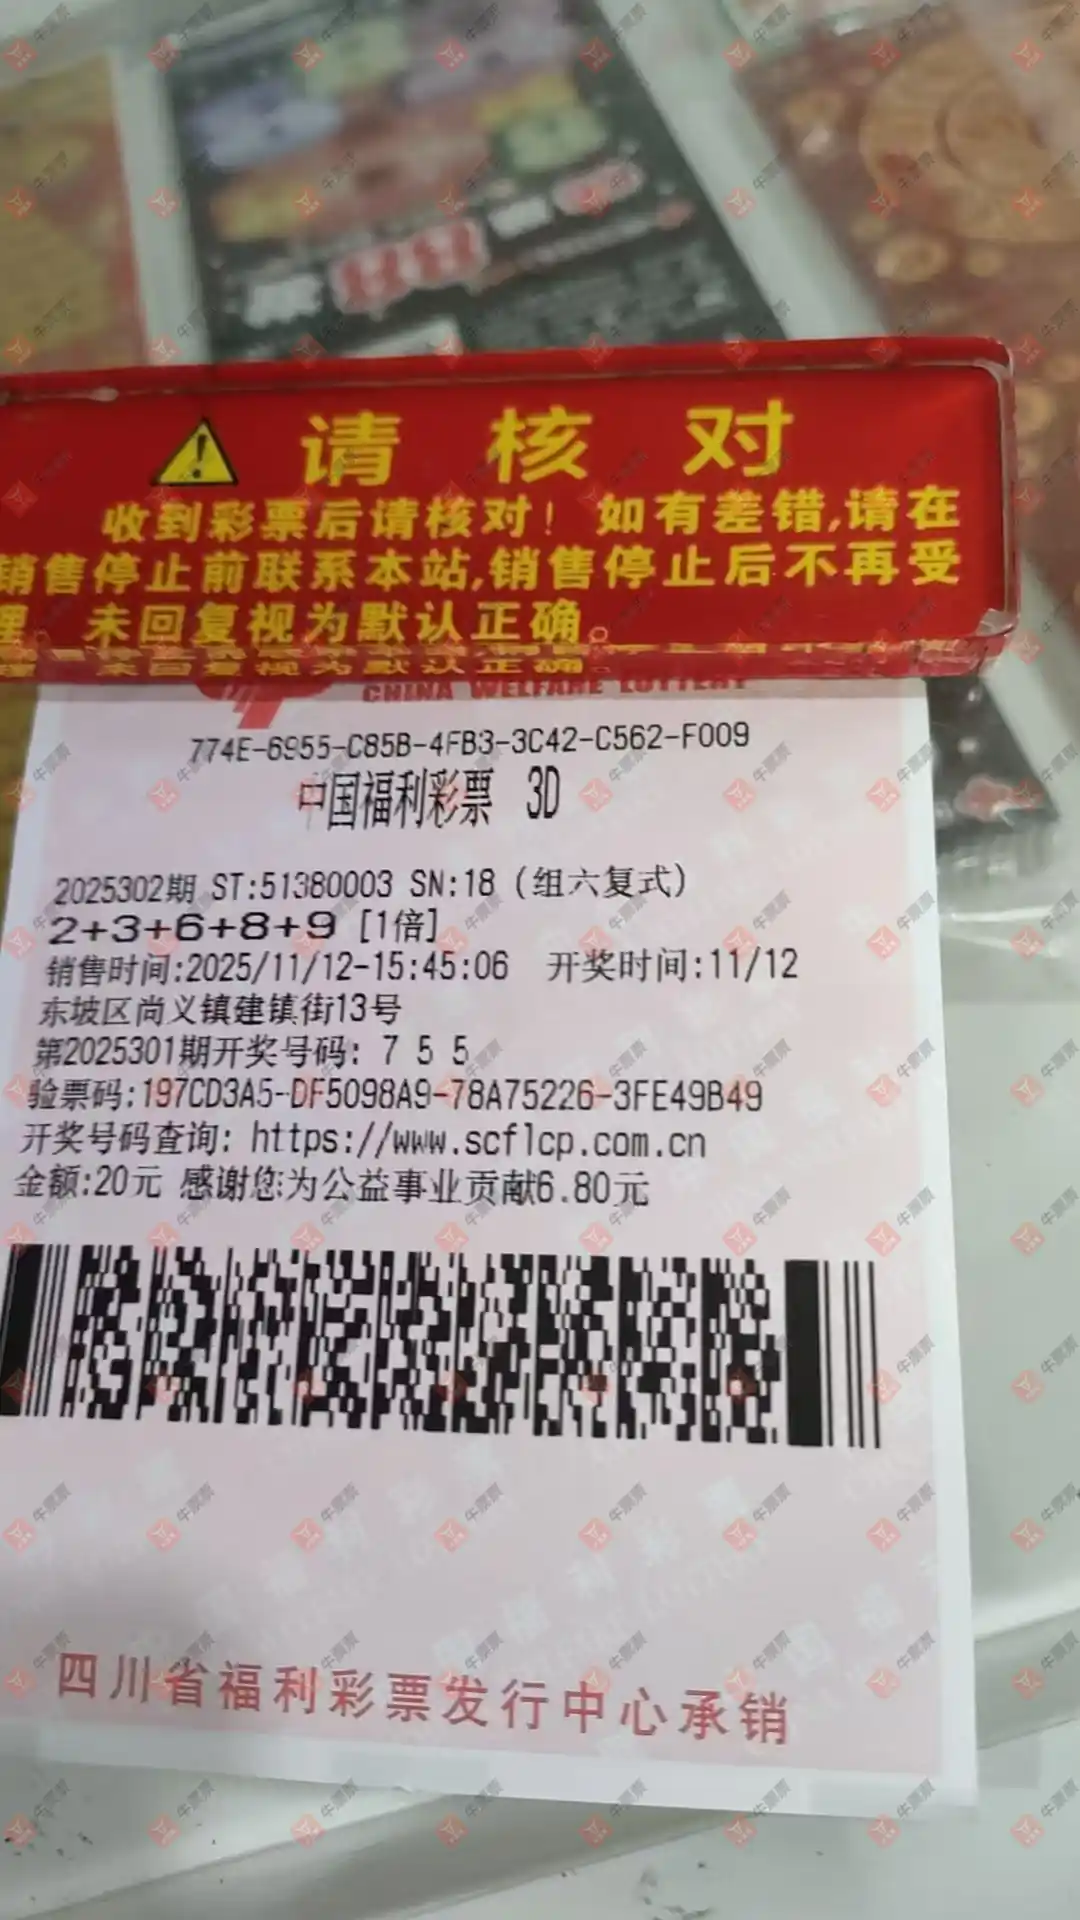 请核对
收到彩票后请核对！如有差错,请在
销售停止前联系本站,销售停止后不再受
理。未回复视为默认正确。
CHINA WELFARE LOTTERY
774E-6955-C85B-4FB3-3C42-C562-F009
中国福利彩票 3D
2025302期 ST:51380003 SN:18 (组六复式)
2+3+6+8+9 [1倍]
销售时间:2025/11/12-15:45:06 开奖时间:11/12
东坡区尚义镇建镇街13号
第2025301期开奖号码: 7 5 5
验票码:197CD3A5-DF5098A9-78A75226-3FE49B49
开奖号码查询: https://www.scflcp.com.cn
金额:20元 感谢您为公益事业贡献6.80元
四川省福利彩票发行中心承销
牛票票